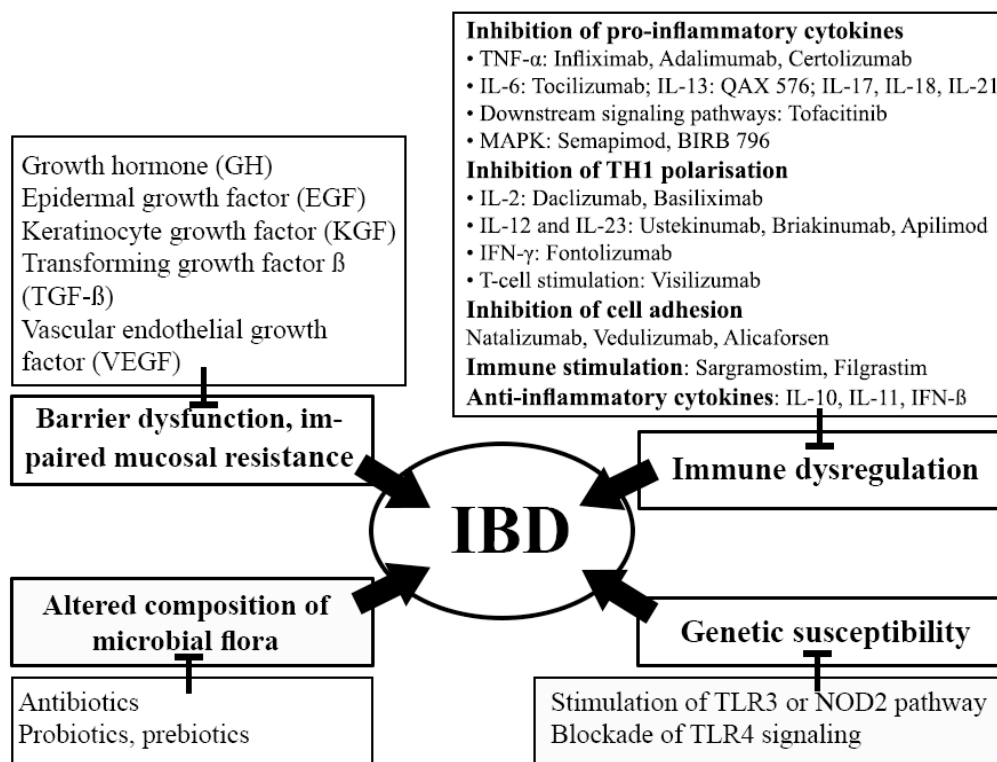 Inhibition of pro-inflammatory cytokines
• TNF-α: Infliximab, Adalimumab, Certolizumab
• IL-6: Tocilizumab; IL-13: QAX 576; IL-17, IL-18, IL-21
• Downstream signaling pathways: Tofacitinib
• MAPK: Semapimod, BIRB 796
Inhibition of TH1 polarisation
• IL-2: Daclizumab, Basiliximab
• IL-12 and IL-23: Ustekinumab, Briakinumab, Apilimod
• IFN-γ: Fontolizumab
• T-cell stimulation: Visilizumab
Inhibition of cell adhesion
Natalizumab, Vedulizumab, Alicaforsen
Immune stimulation: Sargramostim, Filgrastim
Anti-inflammatory cytokines: IL-10, IL-11, IFN-ß
Growth hormone (GH)
Epidermal growth factor (EGF)
Keratinocyte growth factor (KGF)
Transforming growth factor ß
(TGF-ß)
Vascular endothelial growth
factor (VEGF)
Barrier dysfunction, im-
paired mucosal resistance
Immune dysregulation
IBD
Altered composition of
microbial flora
Genetic susceptibility
Antibiotics
Probiotics, prebiotics
Stimulation of TLR3 or NOD2 pathway
Blockade of TLR4 signaling